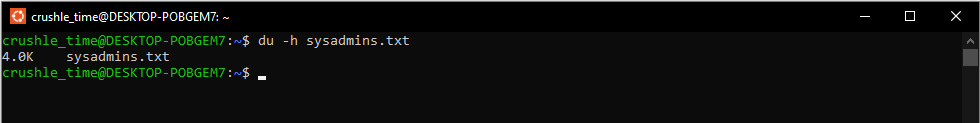 crushle_time@DESKTOP-POBGEM7: ~
crushle_time@DESKTOP-POBGEM7:~$ du -h sysadmins.txt
4.0K    sysadmins.txt
crushle_time@DESKTOP-POBGEM7:~$